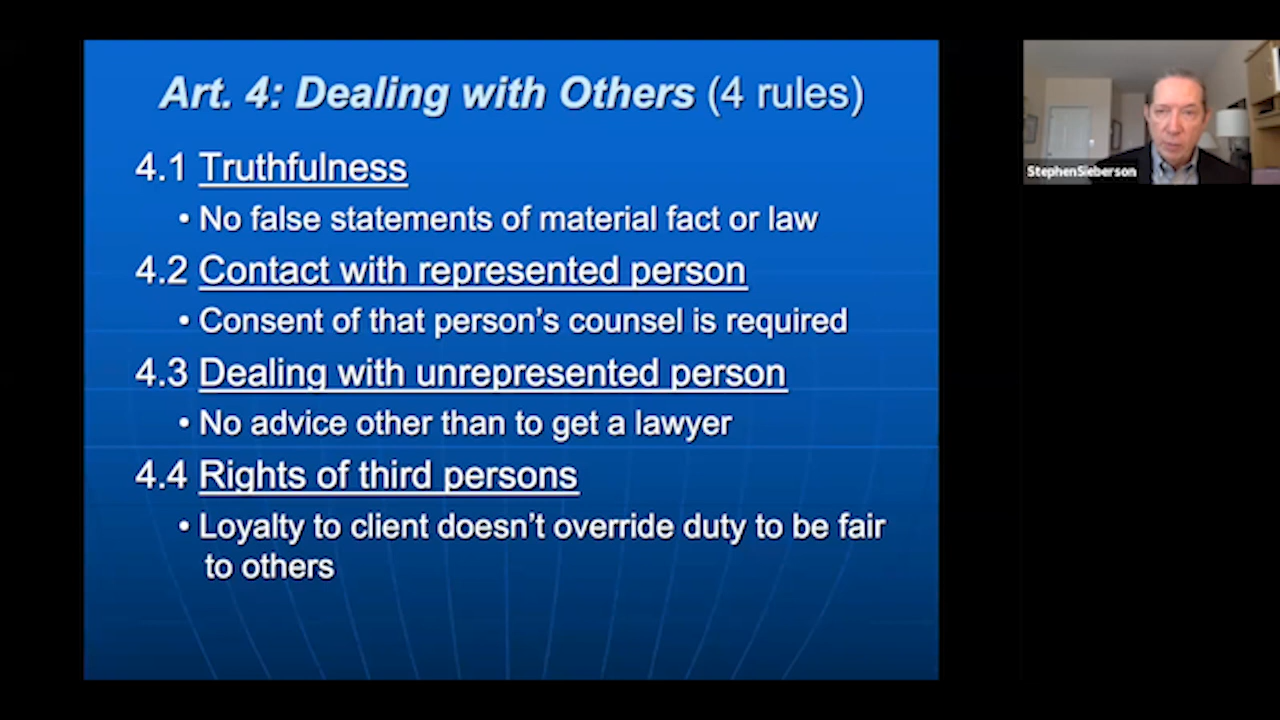 Art. 4: Dealing with Others (4 rules)
4.1 Truthfulness
• No false statements of material fact or law
4.2 Contact with represented person
• Consent of that person’s counsel is required
4.3 Dealing with unrepresented person
• No advice other than to get a lawyer
4.4 Rights of third persons
• Loyalty to client doesn’t override duty to be fair
to others
StephenSieberson